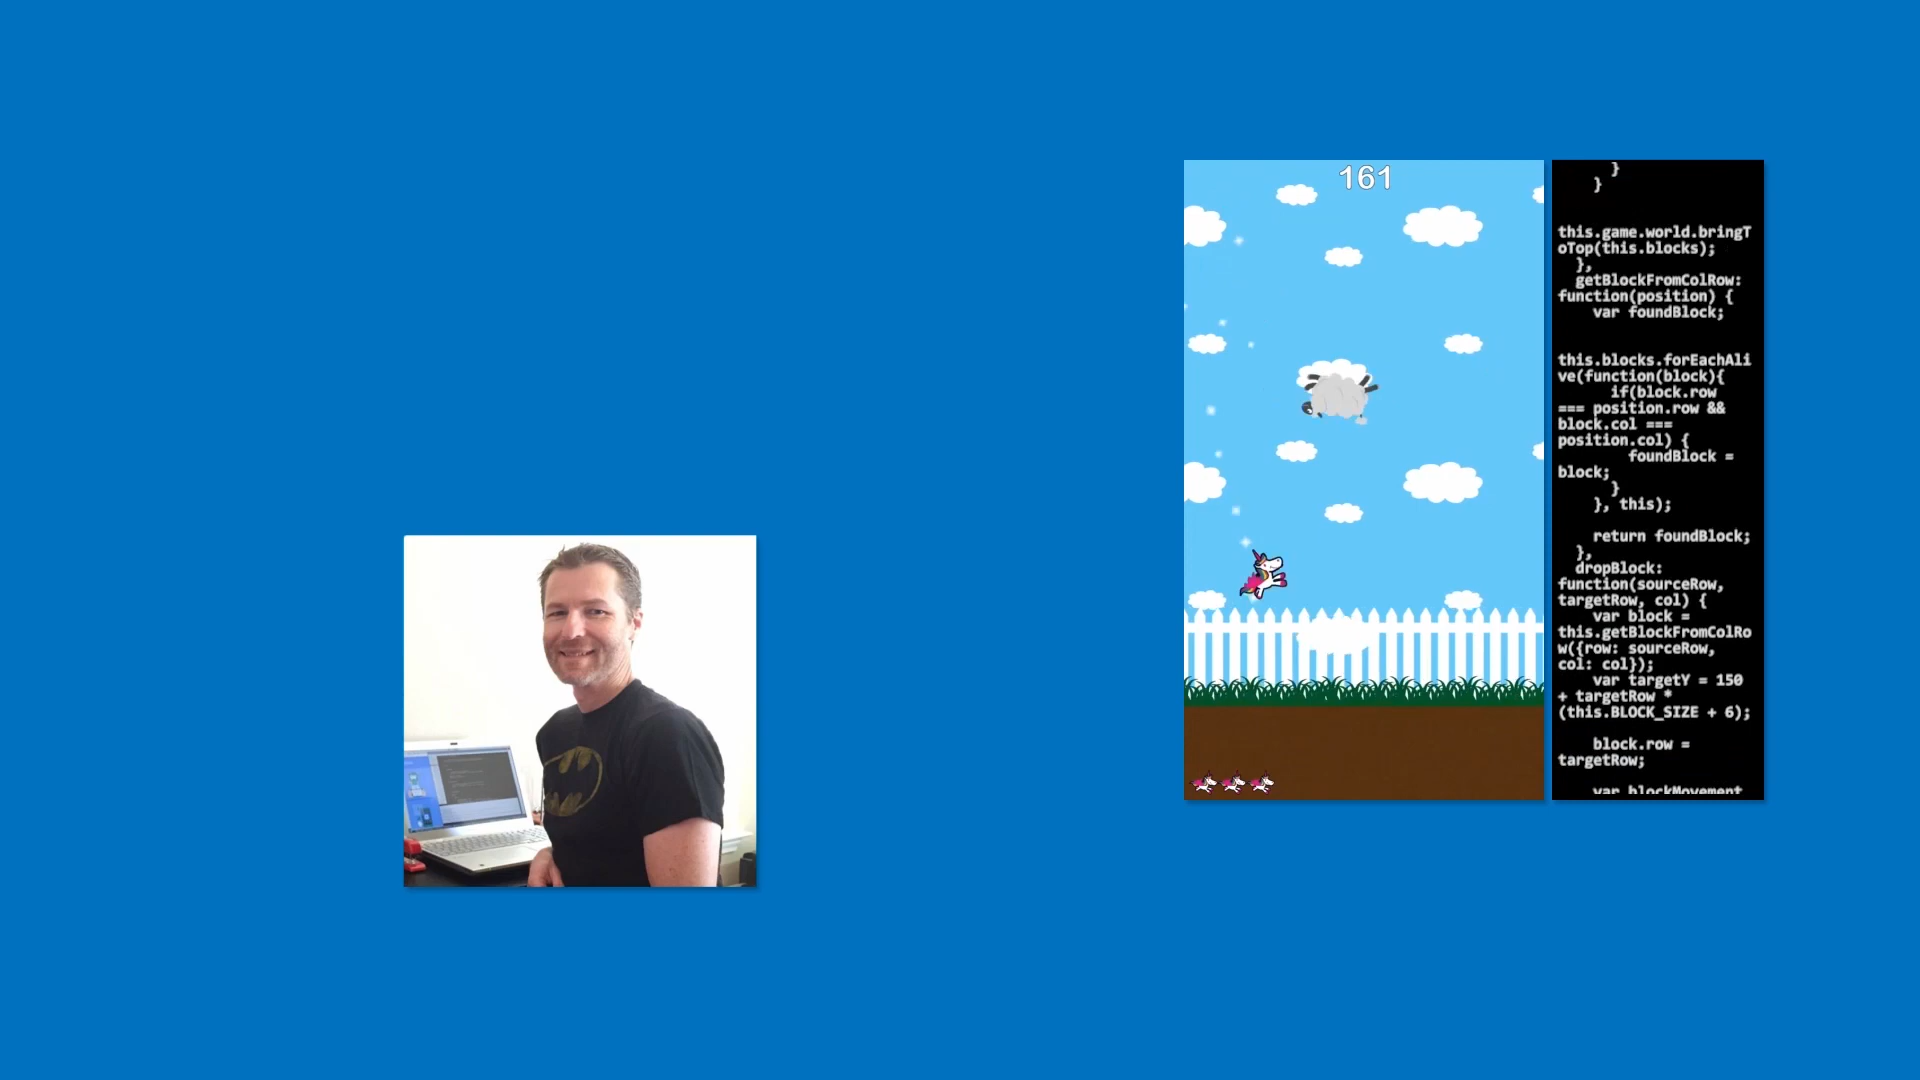 161
}
}
this.game.world.bringT
oTop(this.blocks);
},
getBlockFromColRow:
function(position) {
var foundBlock;
this.blocks.forEachAli
ve(function(block){
if(block.row
=== position.row &&
block.col ===
position.col) {
foundBlock =
block;
}
}, this);
return foundBlock;
},
dropBlock:
function(sourceRow,
targetRow, col) {
var block =
this.getBlockFromColRo
w({row: sourceRow,
col: col});
var targetY = 150
+ targetRow *
(this.BLOCK_SIZE + 6);
block.row =
targetRow;
var blockMovement